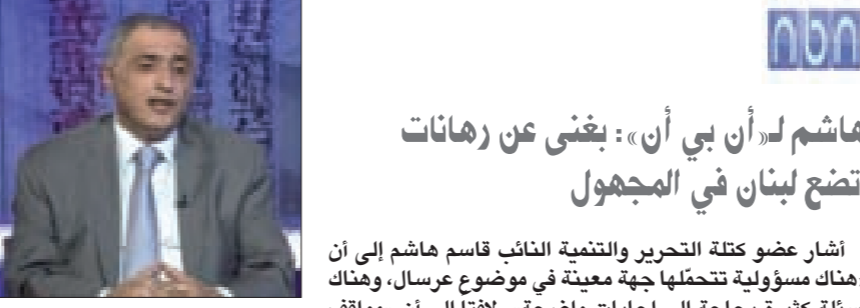 nbn
هاشم لـ«أن بي أن»: بغنى عن رهانات
تضع لبنان في المجهول
أشار عضو كتلة التحرير والتنمية النائب قاسم هاشم إلى أن
هناك مسؤولية تتحمّلها جهة معينة في موضوع عرسال، وهناك